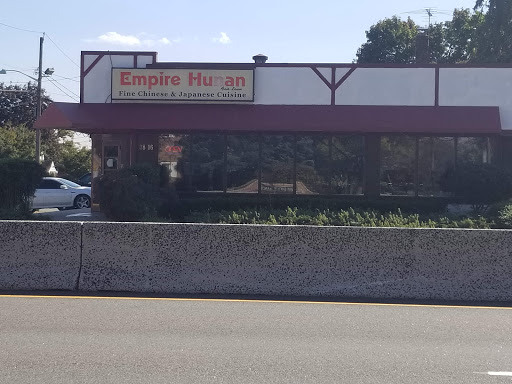 Empire Hunan
Fine Chinese & Japanese Cuisine